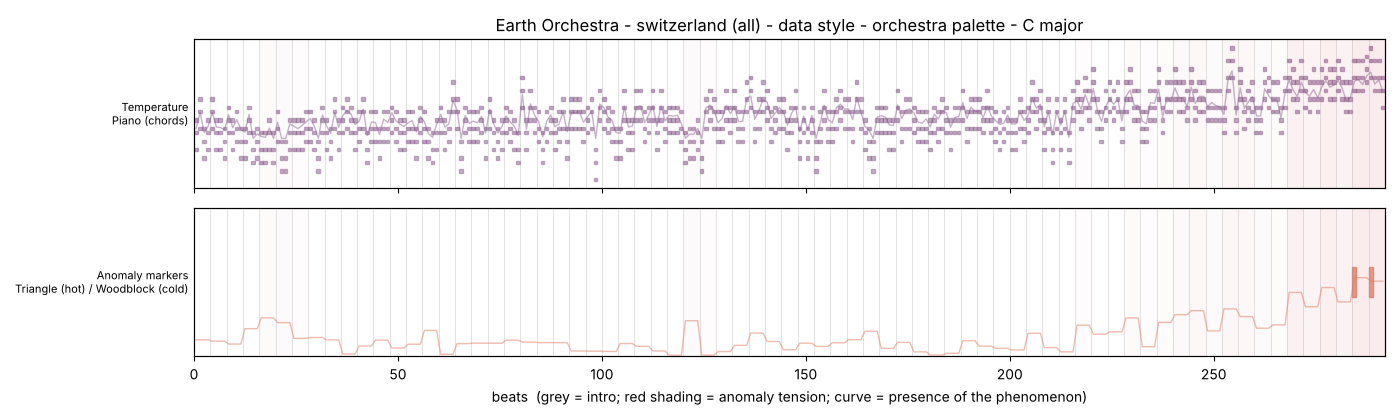 Earth Orchestra - switzerland (all) - data style - orchestra palette - C major
Temperature
Piano (chords)
Anomaly markers
Triangle (hot) / Woodblock (cold)
0 50 100 150 200 250
beats  (grey = intro; red shading = anomaly tension; curve = presence of the phenomenon)